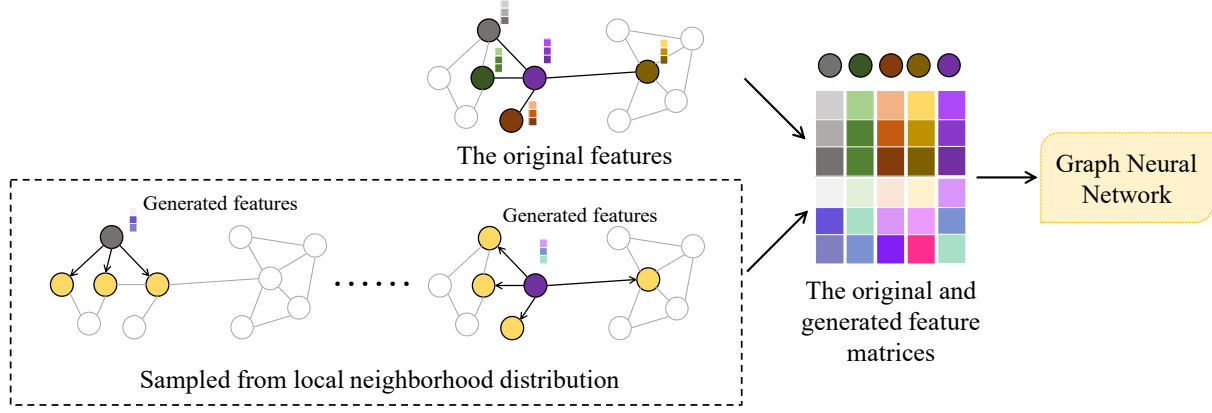 The original features
Generated features
Generated features
Sampled from local neighborhood distribution
The original and
generated feature
matrices
Graph Neural
Network